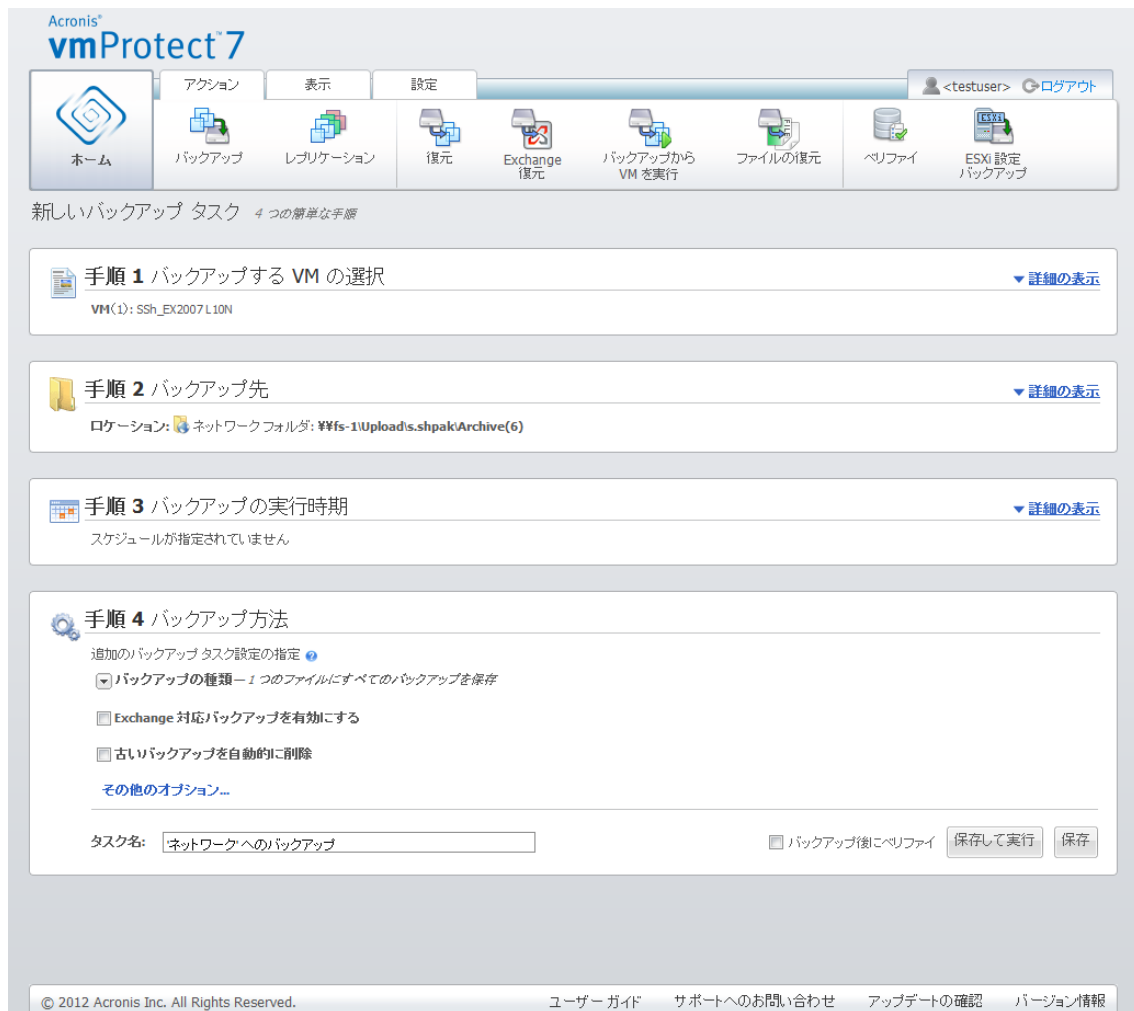 Acronis®
vmProtect™7
アクション 表示 設定
<testuser> ログアウト
ホーム
バックアップ
レプリケーション
復元
Exchange
復元
バックアップから
VM を実行
ファイルの復元
ベリファイ
ESXi
ESXi 設定
バックアップ
新しいバックアップ タスク 4 つの簡単な手順
手順 1 バックアップする VM の選択
詳細の表示
VM(1): SSh_EX2007 L10N
手順 2 バックアップ先
詳細の表示
ロケーション: ネットワーク フォルダ: ¥¥fs-1\Upload\s.shpak\Archive(6)
手順 3 バックアップの実行時期
詳細の表示
スケジュールが指定されていません
手順 4 バックアップ方法
追加のバックアップ タスク設定の指定
バックアップの種類 — 1 つのファイルにすべてのバックアップを保存
Exchange 対応バックアップを有効にする
古いバックアップを自動的に削除
その他のオプション...
タスク名: 'ネットワーク' へのバックアップ
バックアップ後にベリファイ 保存して実行 保存
© 2012 Acronis Inc. All Rights Reserved.
ユーザー ガイド サポートへのお問い合わせ アップデートの確認 バージョン情報